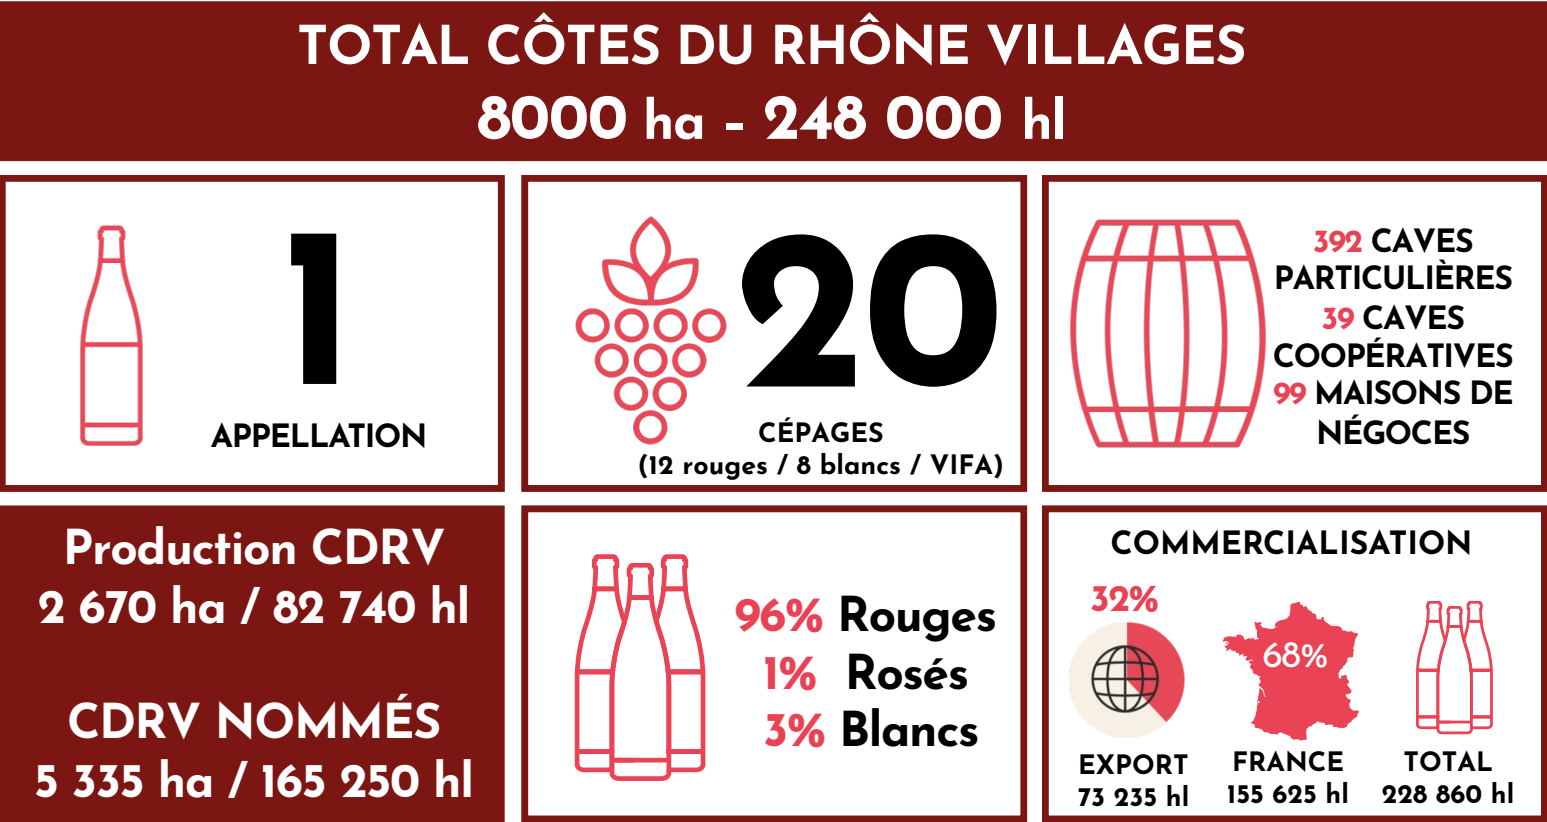 TOTAL CÔTES DU RHÔNE VILLAGES
8000 ha - 248 000 hl
1
APPELLATION
20
CÉPAGES
(12 rouges / 8 blancs / VIFA)
392 CAVES
PARTICULIÈRES
39 CAVES
COOPÉRATIVES
99 MAISONS DE
NÉGOCES
Production CDRV
2 670 ha / 82 740 hl
CDRV NOMMÉS
5 335 ha / 165 250 hl
96% Rouges
1% Rosés
3% Blancs
COMMERCIALISATION
32%
EXPORT
73 235 hl
68%
FRANCE
155 625 hl
TOTAL
228 860 hl